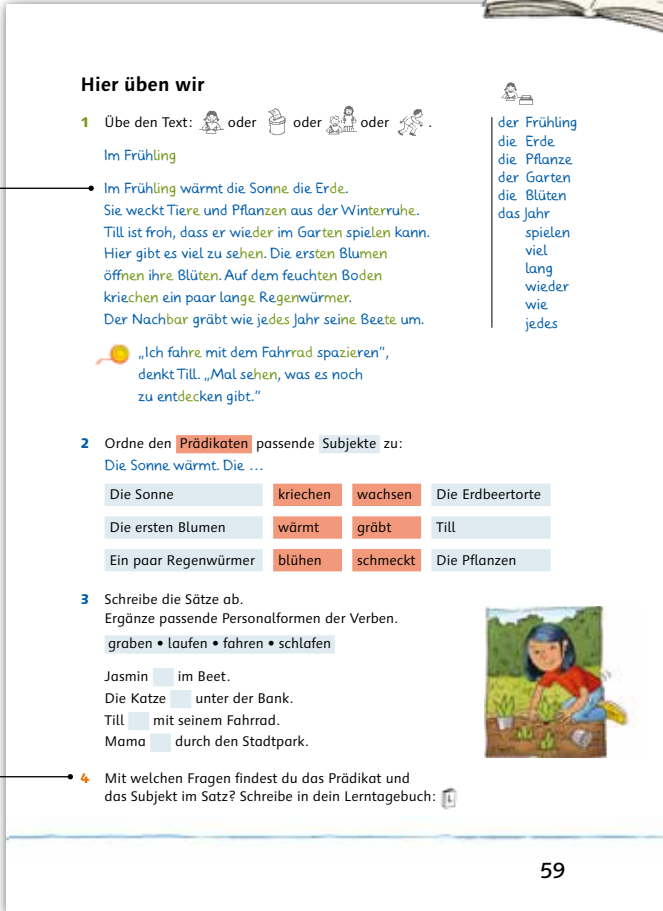 Hier üben wir
1 Übe den Text: oder oder oder .
Im Frühling
Im Frühling wärmt die Sonne die Erde.
Sie weckt Tiere und Pflanzen aus der Winterruhe.
Till ist froh, dass er wieder im Garten spielen kann.
Hier gibt es viel zu sehen. Die ersten Blumen
öffnen ihre Blüten. Auf dem feuchten Boden
kriechen ein paar lange Regenwürmer.
Der Nachbar gräbt wie jedes Jahr seine Beete um.
„Ich fahre mit dem Fahrrad spazieren“,
denkt Till. „Mal sehen, was es noch
zu entdecken gibt.“
der Frühling
die Erde
die Pflanze
der Garten
die Blüten
das Jahr
spielen
viel
lang
wieder
wie
jedes
2 Ordne den Prädikaten passende Subjekte zu:
Die Sonne wärmt. Die …
Die Sonne kriechen wachsen Die Erdbeertorte
Die ersten Blumen wärmt gräbt Till
Ein paar Regenwürmer blühen schmeckt Die Pflanzen
3 Schreibe die Sätze ab.
Ergänze passende Personalformen der Verben.
graben • laufen • fahren • schlafen
Jasmin im Beet.
Die Katze unter der Bank.
Till mit seinem Fahrrad.
Mama durch den Stadtpark.
4 Mit welchen Fragen findest du das Prädikat und
das Subjekt im Satz? Schreibe in dein Lerntagebuch: L
59